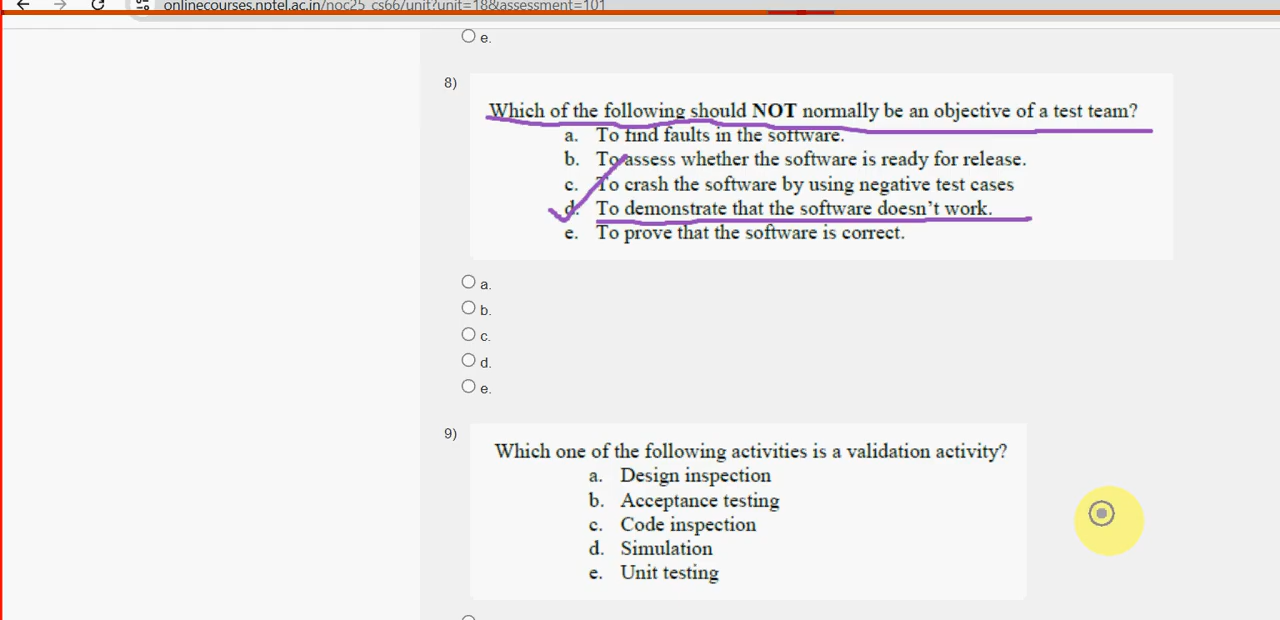 onlinecourses.nptel.ac.in/noc25_cs66/unit?unit=18&assessment=101
e.
8)
Which of the following should NOT normally be an objective of a test team?
a. To find faults in the software.
b. To assess whether the software is ready for release.
c. To crash the software by using negative test cases
d. To demonstrate that the software doesn't work.
e. To prove that the software is correct.
a.
b.
c.
d.
e.
9)
Which one of the following activities is a validation activity?
a. Design inspection
b. Acceptance testing
c. Code inspection
d. Simulation
e. Unit testing